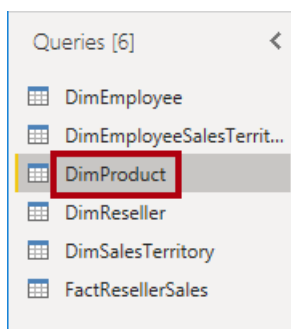 Queries [6]
DimEmployee
DimEmployeeSalesTerrit...
DimProduct
DimReseller
DimSalesTerritory
FactResellerSales